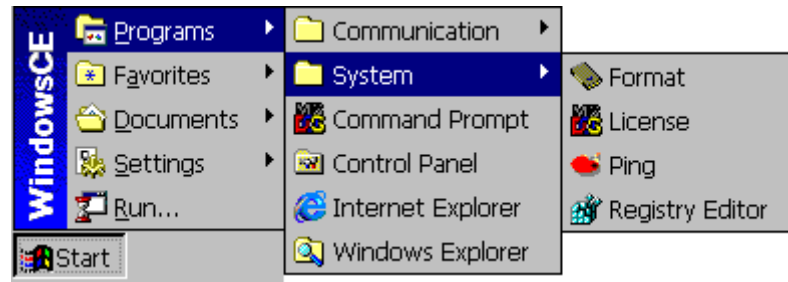 WindowsCE
Programs
Favorites
Documents
Settings
Run...
Start
Communication
System
Command Prompt
Control Panel
Internet Explorer
Windows Explorer
Format
License
Ping
Registry Editor